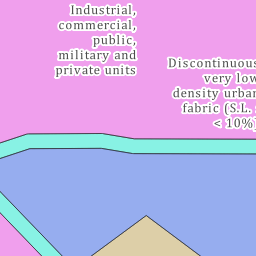 Industrial,
commercial,
public,
military and
private units
Discontinuous
very low
density urban
fabric (S.L.
< 10%)